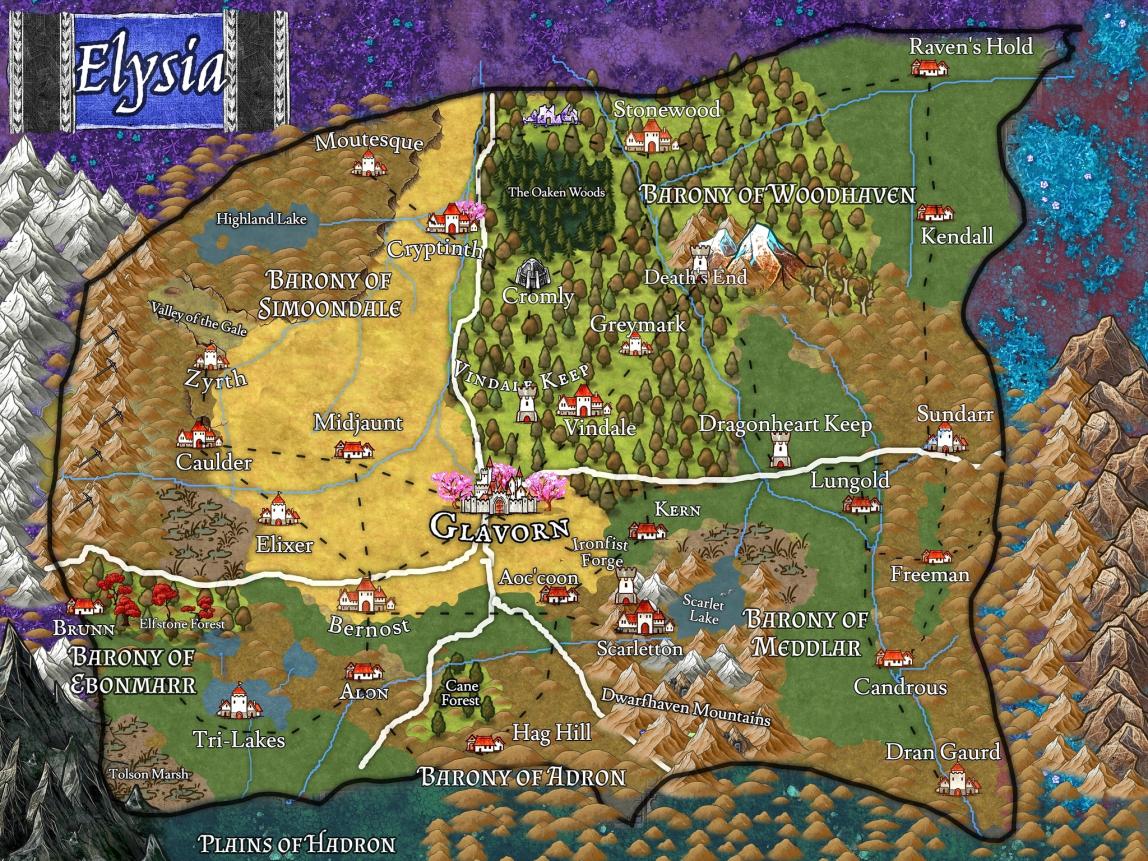 Elysia
Raven's Hold
Stonewood
Moutesque
The Oaken Woods
Barony of Woodhaven
Highland Lake
Kendall
Cryptinth
Death's End
Barony of
Simoondale
Cromly
Valley of the Gale
Greymark
Zyrth
Vindale Keep
Midjaunt
Vindale
Dragonheart Keep
Sundarr
Caulder
Lungold
Glavorn
Kern
Elixer
Ironfist
Forge
Aoc'coon
Freeman
Scarlet
Lake
Brunn
Elfstone Forest
Bernost
Barony of
Meddlar
Scarletton
Barony of
Ebonmarr
Alon
Cane
Forest
Candrous
Dwarfhaven Mountains
Tri-Lakes
Hag Hill
Dran Gaurd
Tolson Marsh
Barony of Adron
Plains of Hadron